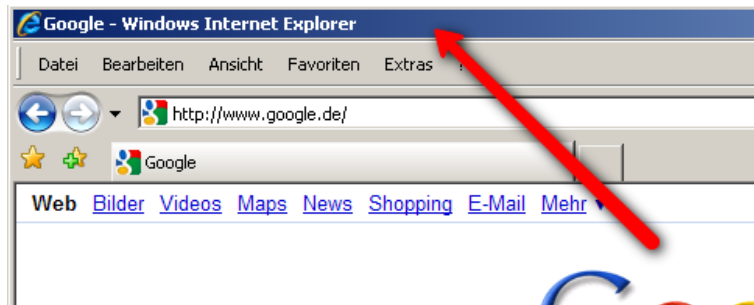 Google - Windows Internet Explorer
Datei Bearbeiten Ansicht Favoriten Extras
http://www.google.de/
Google
Web Bilder Videos Maps News Shopping E-Mail Mehr